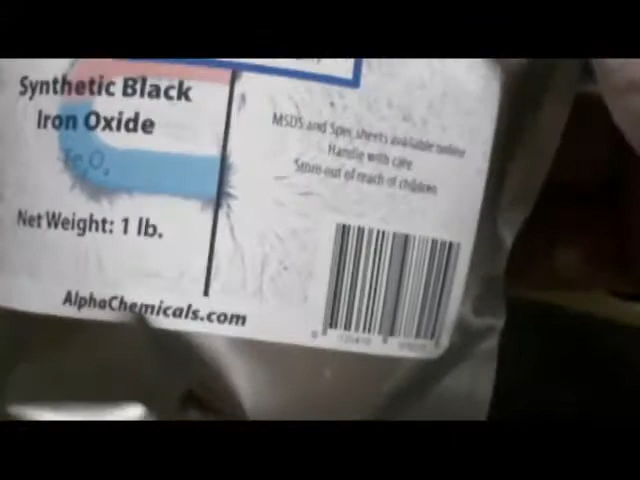 Synthetic Black
Iron Oxide
Fe₃O₄
Net Weight: 1 lb.
AlphaChemicals.com
MSDS and Spec sheets available online
Handle with care
Store out of reach of children